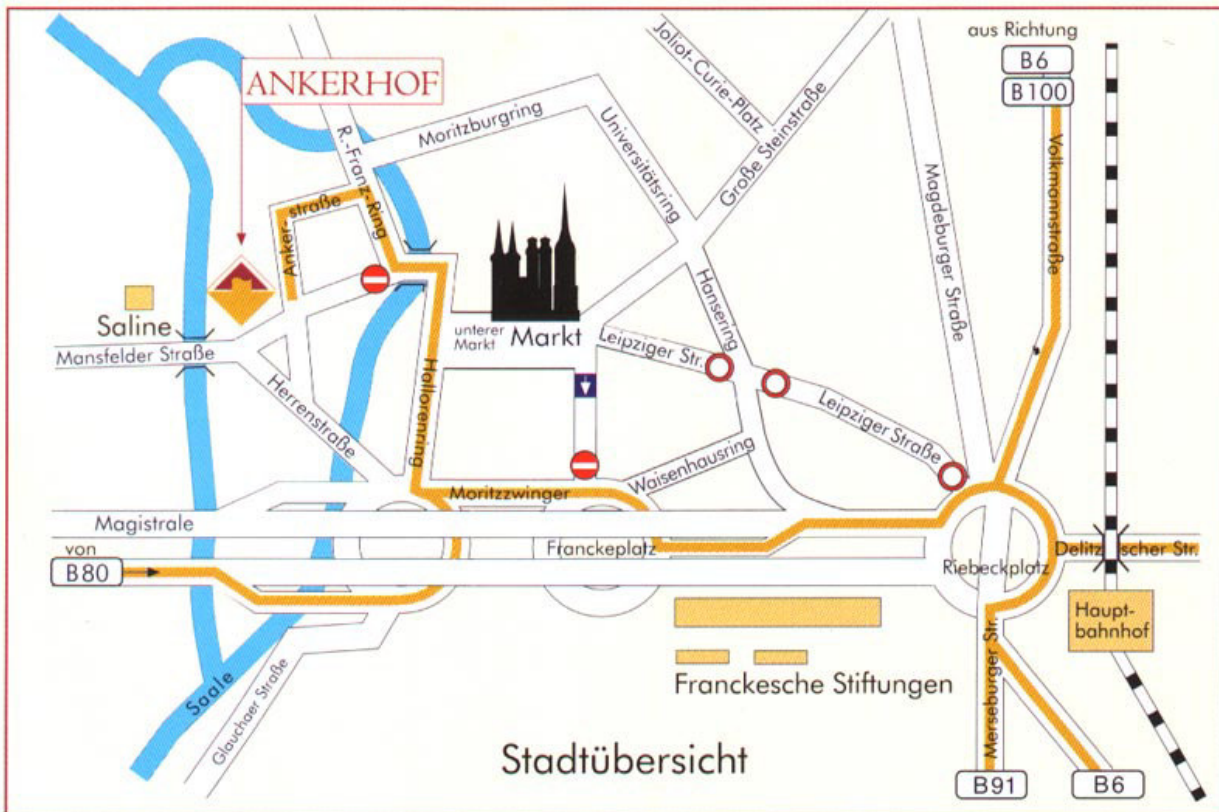 ANKERHOF
R.-Franz-Ring
Moritzburgring
Universitätsring
Joliot-Curie-Platz
Große Steinstraße
aus Richtung
B6
B100
Volkmannstraße
Magdeburger Straße
Anker-
straße
Saline
Mansfelder Straße
Herrenstraße
Hallorenring
unterer
Markt
Markt
Leipziger Str.
Hansering
Leipziger Straße
Waisenhausring
Moritzzwinger
Magistrale
von
B80
Franckeplatz
Riebeckplatz
Delitz
scher Str.
Haupt-
bahnhof
Saale
Glauchaer Straße
Franckesche Stiftungen
Merseburger Str.
Stadtübersicht
B91
B6